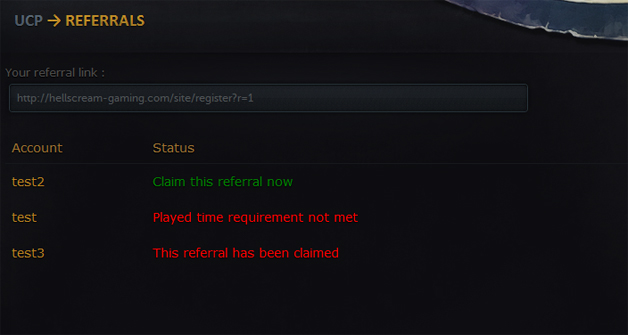 UCP → REFERRALS
Your referral link :
http://hellscream-gaming.com/site/register?r=1
Account Status
test2 Claim this referral now
test Played time requirement not met
test3 This referral has been claimed